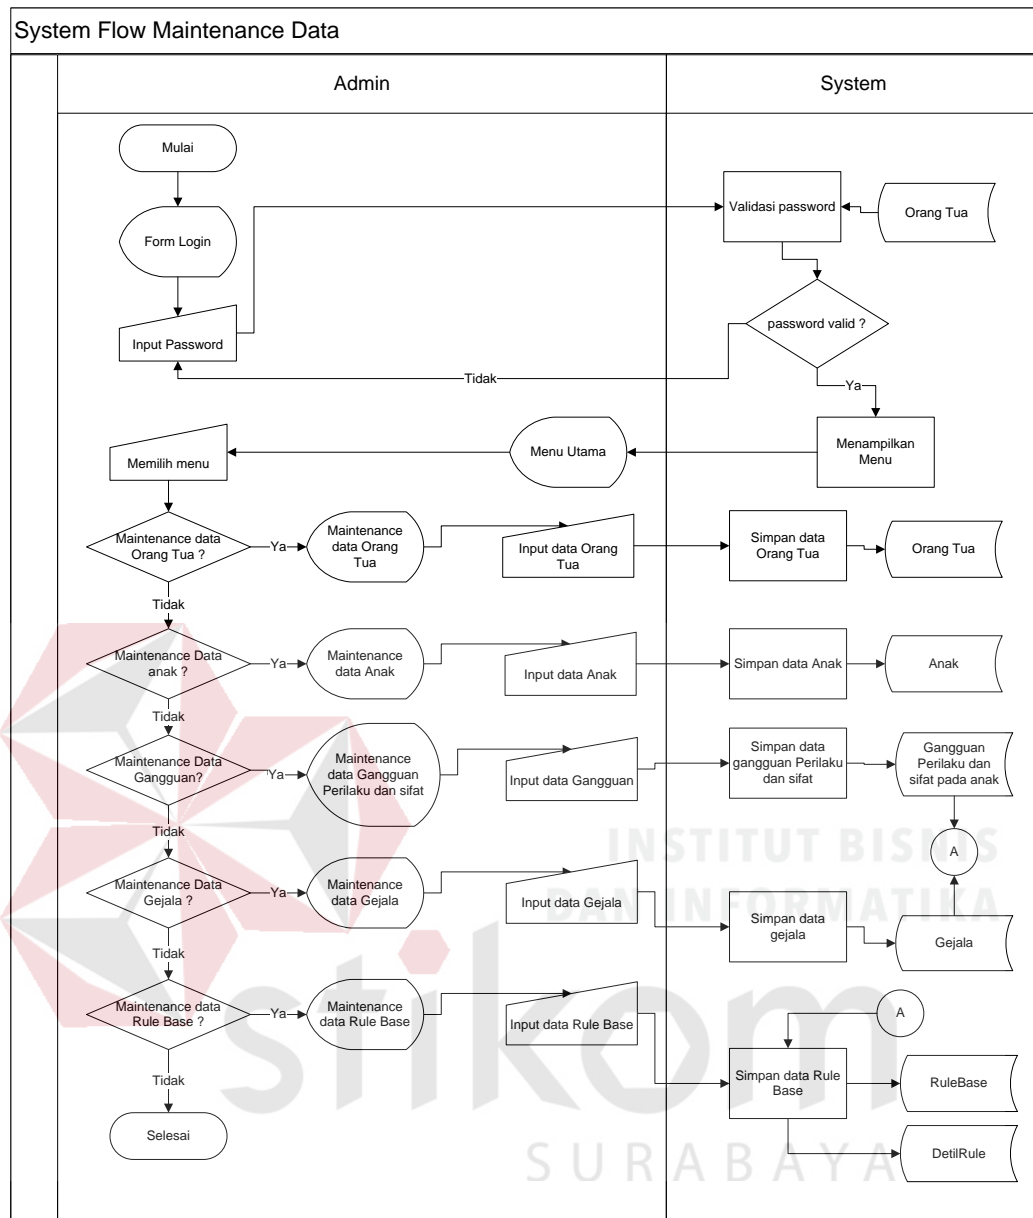 System Flow Maintenance Data
Admin
System
Mulai
Form Login
Input Password
Validasi password
Orang Tua
password valid ?
Tidak
Ya
Menampilkan
Menu
Menu Utama
Memilih menu
Maintenance data
Orang Tua ?
Ya
Maintenance
data Orang
Tua
Input data Orang
Tua
Simpan data
Orang Tua
Orang Tua
Tidak
Maintenance Data
anak ?
Ya
Maintenance
data Anak
Input data Anak
Simpan data Anak
Anak
Tidak
Maintenance Data
Gangguan?
Ya
Maintenance
data Gangguan
Perilaku dan sifat
Input data Gangguan
Simpan data
gangguan Perilaku
dan sifat
Gangguan
Perilaku dan
sifat pada anak
Tidak
A
INSTITUT BISNIS
DAN INFORMATIKA
Maintenance Data
Gejala ?
Ya
Maintenance
data Gejala
Input data Gejala
Simpan data
gejala
Gejala
Tidak
Maintenance data
Rule Base ?
Ya
Maintenance
data Rule Base
Input data Rule Base
A
stikom
Simpan data Rule
Base
RuleBase
Tidak
Selesai
DetilRule
SURABAYA